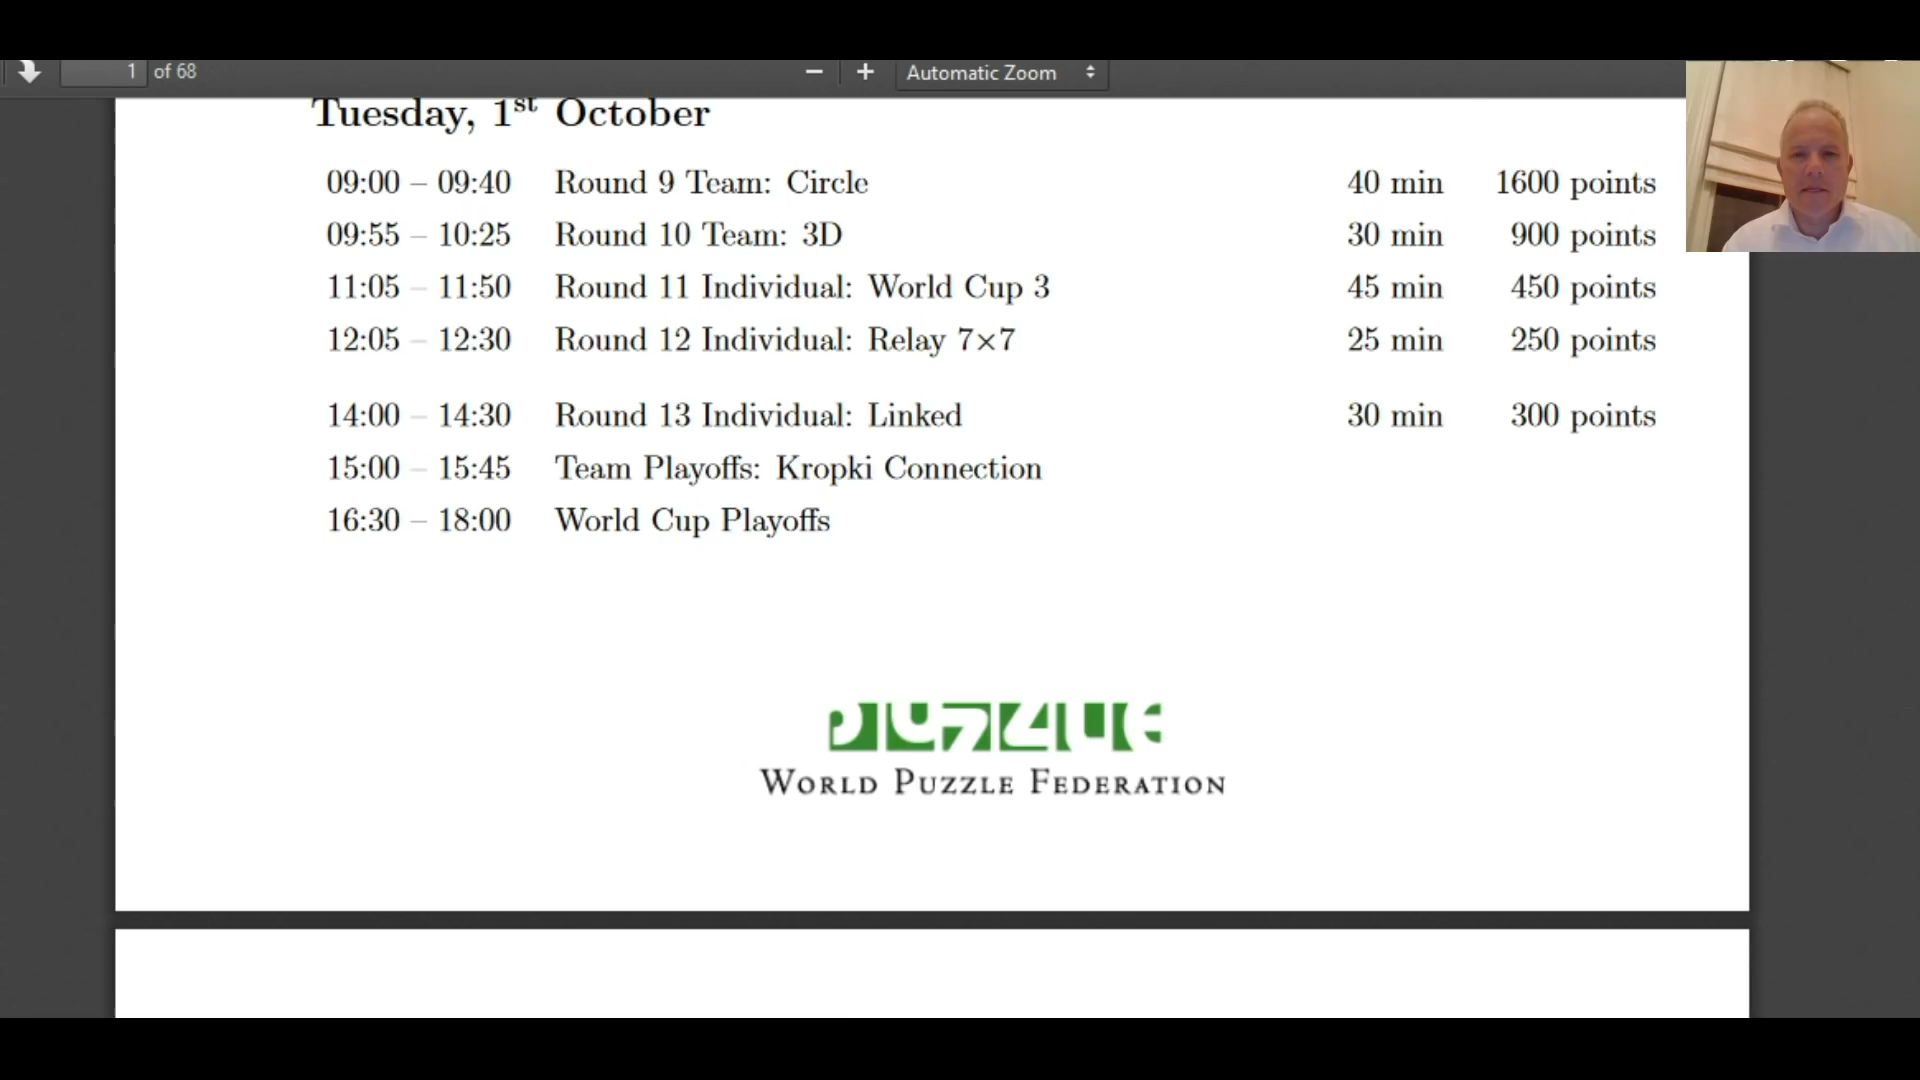 1 of 68 − + Automatic Zoom
Tuesday, 1st October
09:00 – 09:40 Round 9 Team: Circle 40 min 1600 points
09:55 – 10:25 Round 10 Team: 3D 30 min 900 points
11:05 – 11:50 Round 11 Individual: World Cup 3 45 min 450 points
12:05 – 12:30 Round 12 Individual: Relay 7×7 25 min 250 points
14:00 – 14:30 Round 13 Individual: Linked 30 min 300 points
15:00 – 15:45 Team Playoffs: Kropki Connection
16:30 – 18:00 World Cup Playoffs
PUZZLE
WORLD PUZZLE FEDERATION